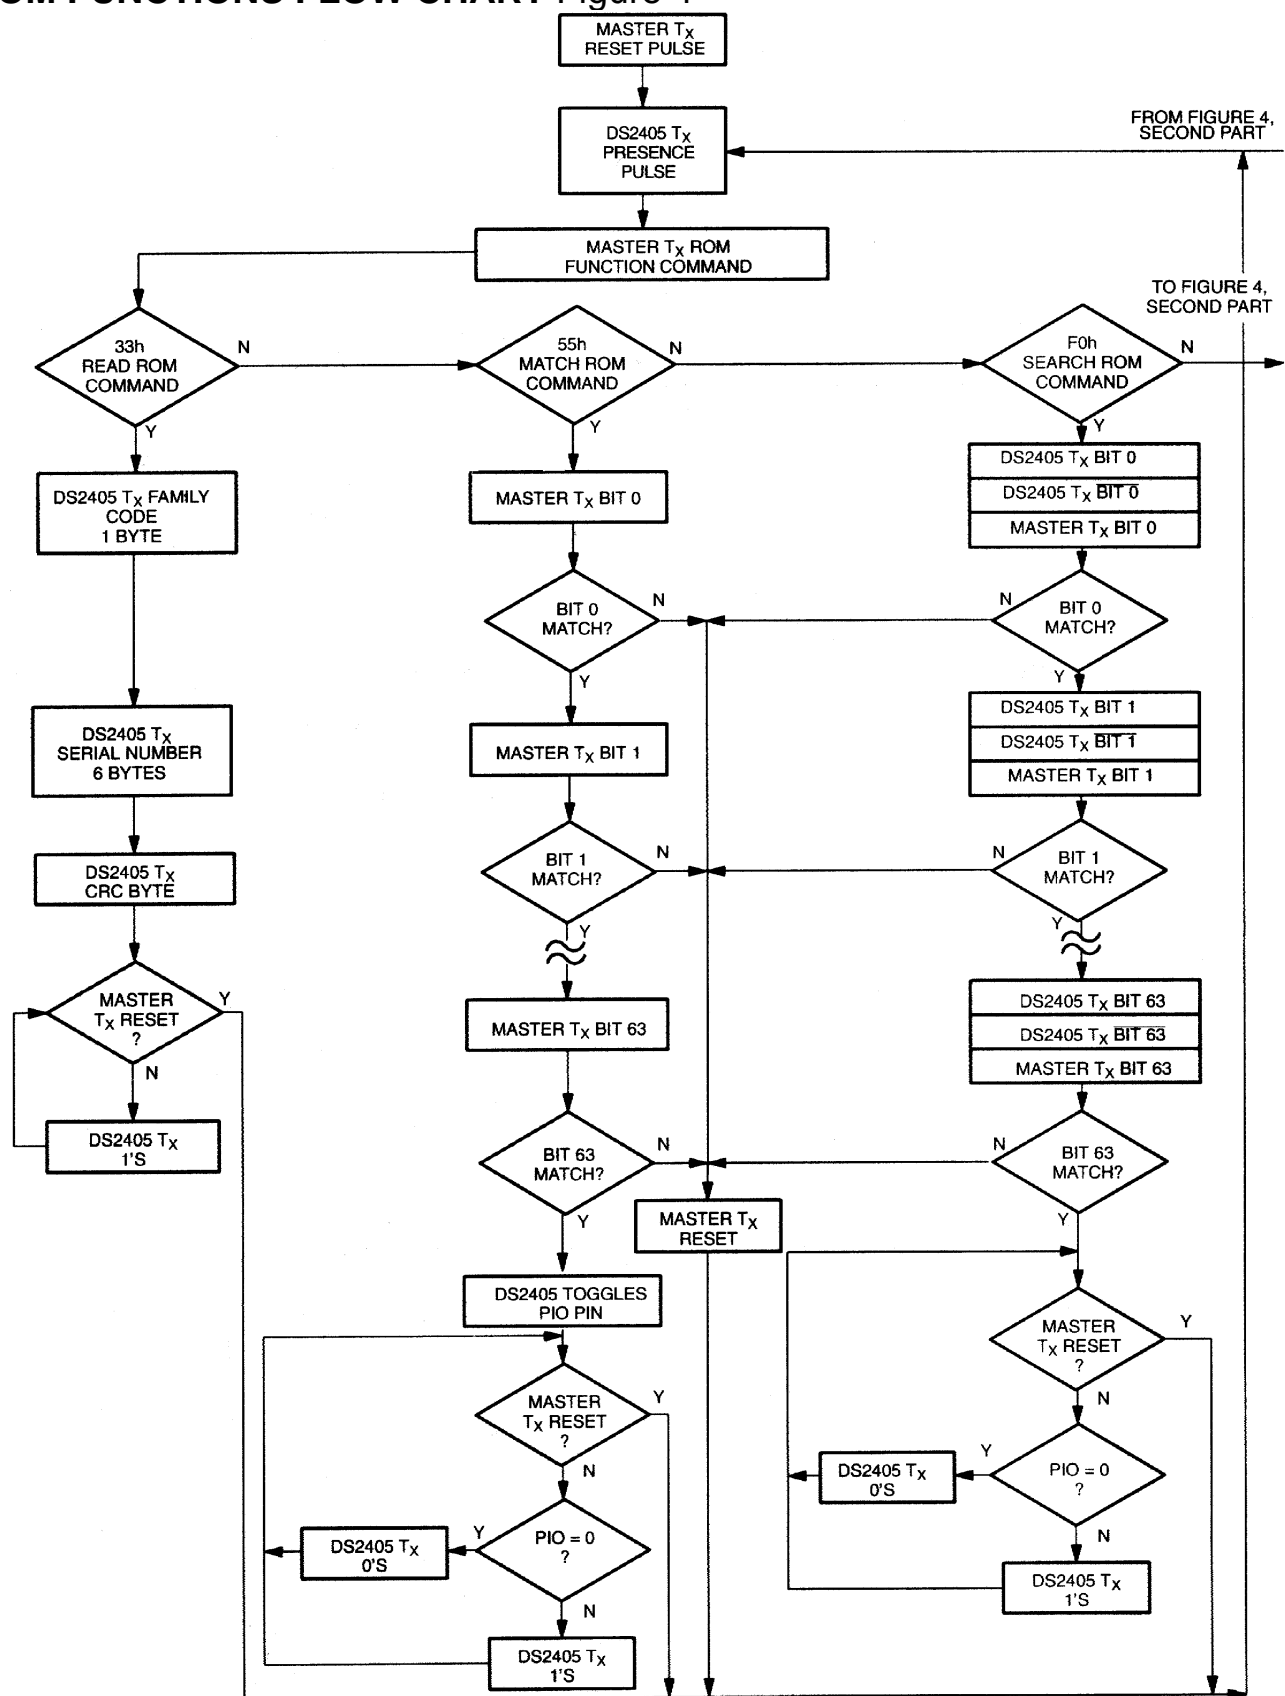 OM FUNCTIONS FLOW CHART Figure 4
MASTER TX
RESET PULSE
DS2405 TX
PRESENCE
PULSE
FROM FIGURE 4,
SECOND PART
MASTER TX ROM
FUNCTION COMMAND
TO FIGURE 4,
SECOND PART
33h
READ ROM
COMMAND
N
Y
55h
MATCH ROM
COMMAND
N
Y
F0h
SEARCH ROM
COMMAND
N
Y
DS2405 TX FAMILY
CODE
1 BYTE
DS2405 TX
SERIAL NUMBER
6 BYTES
DS2405 TX
CRC BYTE
MASTER
TX RESET
?
Y
N
DS2405 TX
1'S
MASTER TX BIT 0
BIT 0
MATCH?
N
Y
MASTER TX BIT 1
BIT 1
MATCH?
N
Y
MASTER TX BIT 63
BIT 63
MATCH?
N
Y
MASTER TX
RESET
DS2405 TOGGLES
PIO PIN
MASTER
TX RESET
?
Y
N
PIO = 0
?
Y
N
DS2405 TX
0'S
DS2405 TX
1'S
DS2405 TX BIT 0
DS2405 TX BIT 0
MASTER TX BIT 0
BIT 0
MATCH?
N
Y
DS2405 TX BIT 1
DS2405 TX BIT 1
MASTER TX BIT 1
BIT 1
MATCH?
N
Y
DS2405 TX BIT 63
DS2405 TX BIT 63
MASTER TX BIT 63
BIT 63
MATCH?
N
Y
MASTER
TX RESET
?
Y
N
PIO = 0
?
Y
N
DS2405 TX
0'S
DS2405 TX
1'S